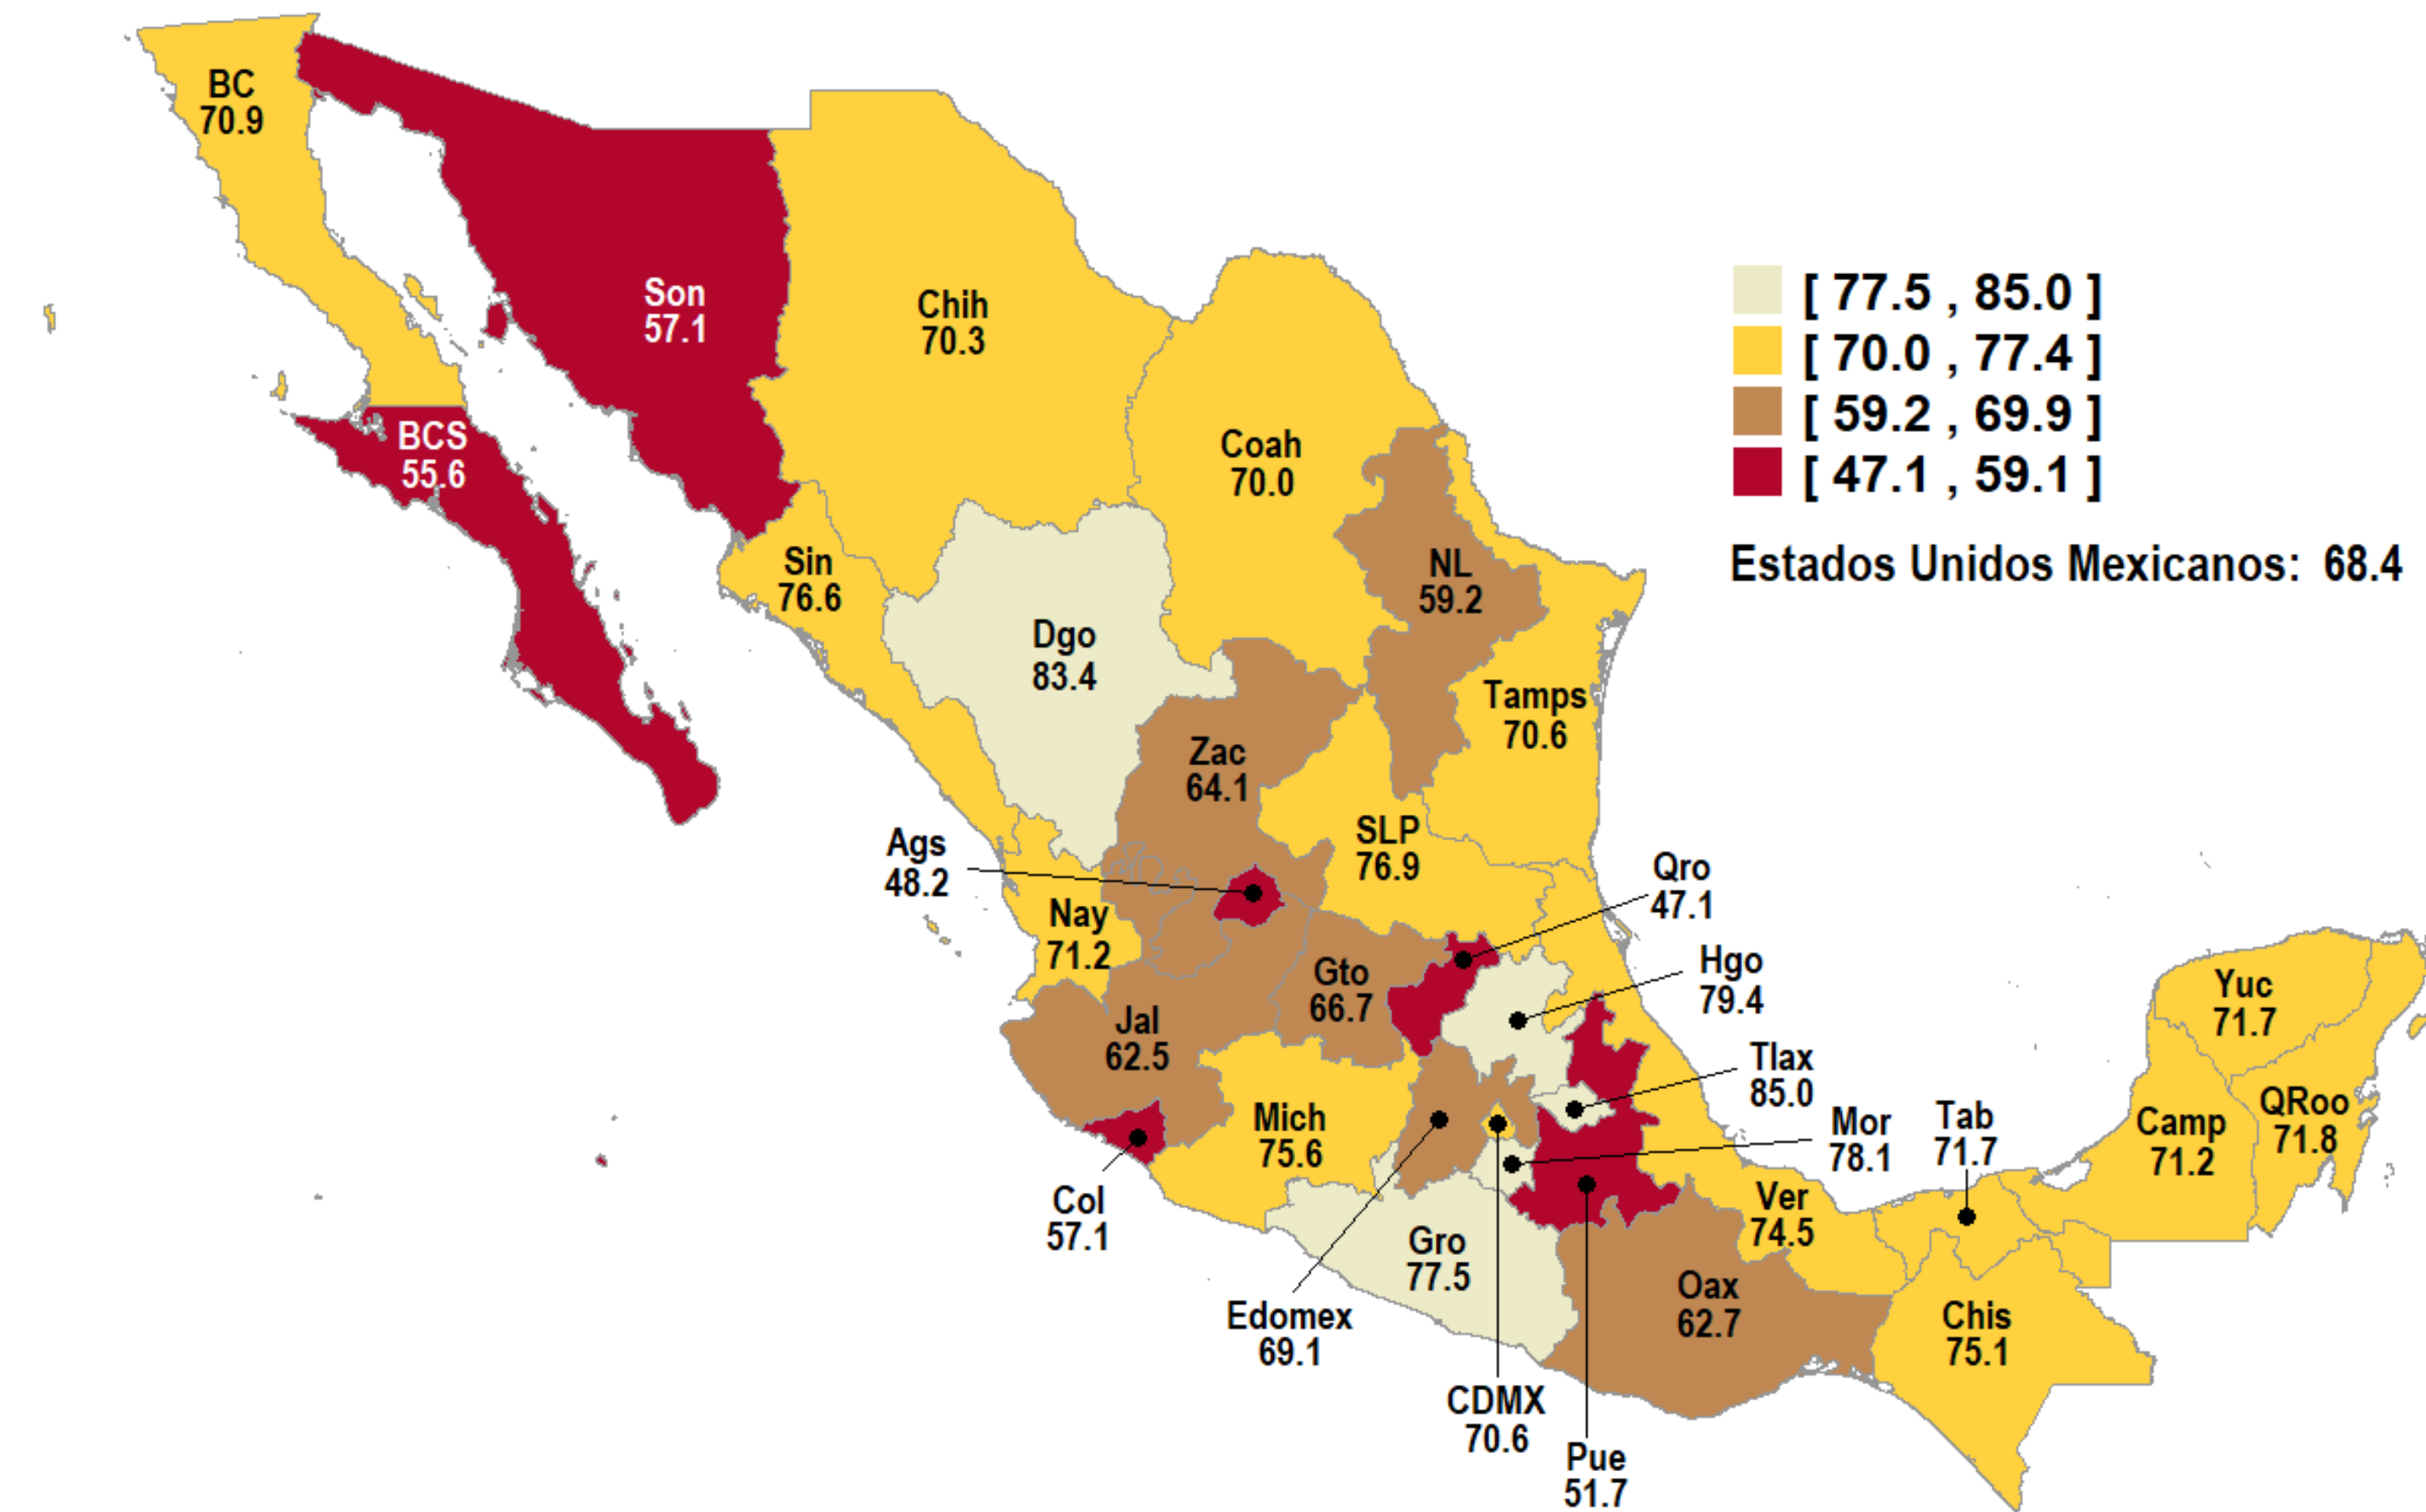 BC
70.9
Son
57.1
Chih
70.3
BCS
55.6
Coah
70.0
[ 77.5 , 85.0 ]
[ 70.0 , 77.4 ]
[ 59.2 , 69.9 ]
[ 47.1 , 59.1 ]
Estados Unidos Mexicanos: 68.4
Sin
76.6
NL
59.2
Dgo
83.4
Tamps
70.6
Zac
64.1
SLP
76.9
Ags
48.2
Qro
47.1
Nay
71.2
Gto
66.7
Hgo
79.4
Yuc
71.7
Jal
62.5
Tlax
85.0
Mich
75.6
Mor
78.1
Tab
71.7
Camp
71.2
QRoo
71.8
Col
57.1
Ver
74.5
Gro
77.5
Oax
62.7
Edomex
69.1
Chis
75.1
CDMX
70.6
Pue
51.7